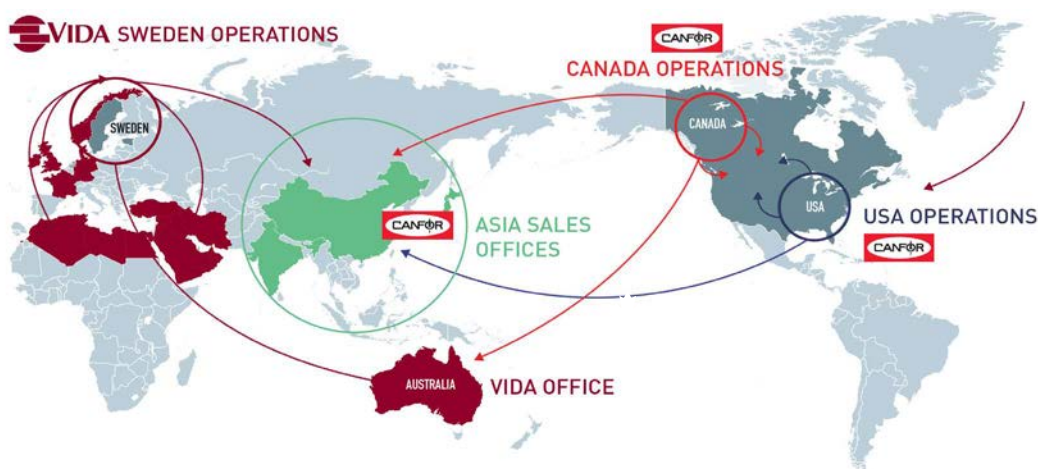 VIDA SWEDEN OPERATIONS
CANFOR
CANADA OPERATIONS
SWEDEN
CANADA
CANFOR
ASIA SALES
OFFICES
USA
USA OPERATIONS
CANFOR
AUSTRALIA
VIDA OFFICE